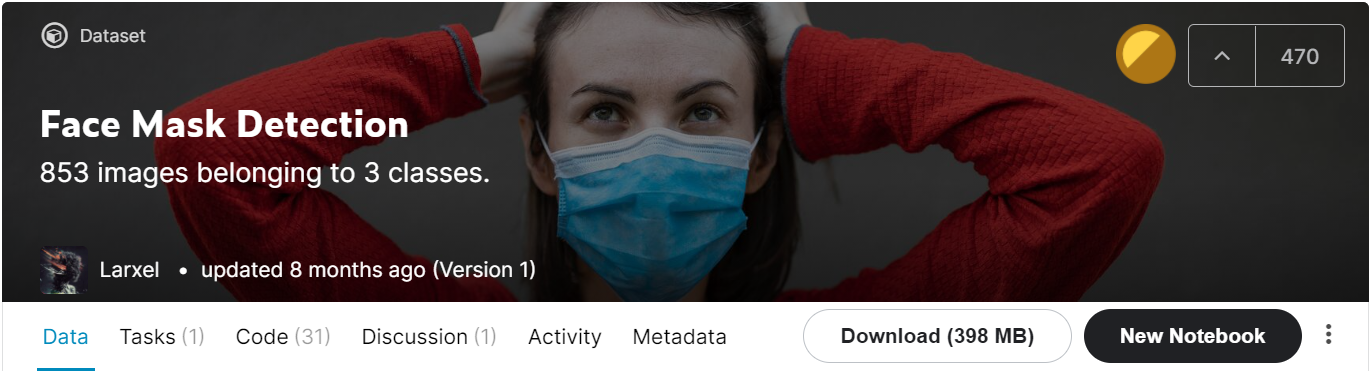 Dataset
470
Face Mask Detection
853 images belonging to 3 classes.
Larxel • updated 8 months ago (Version 1)
Data Tasks (1) Code (31) Discussion (1) Activity Metadata Download (398 MB) New Notebook